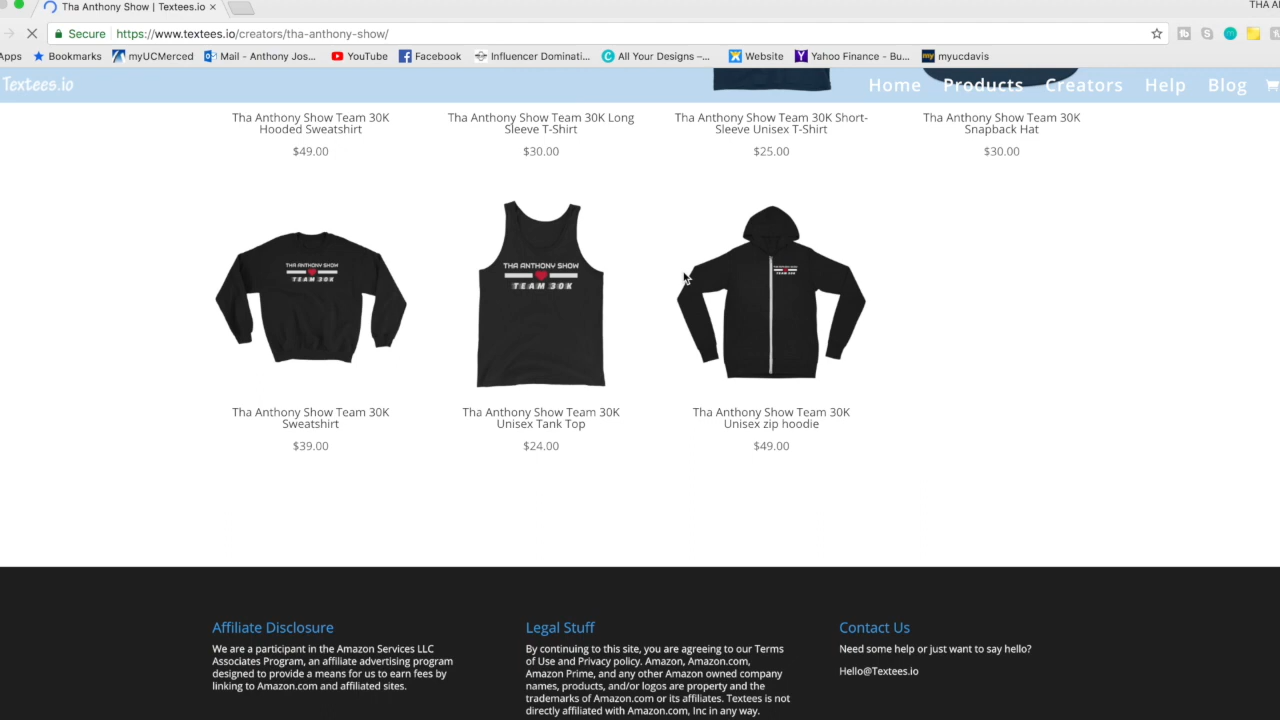 THA A
Tha Anthony Show | Textees.io ×
Secure https://www.textees.io/creators/tha-anthony-show/
Apps Bookmarks myUCMerced Mail - Anthony Jos... YouTube Facebook Influencer Dominati... All Your Designs –... Website Yahoo Finance - Bu... my myucdavis
Textees.io Home Products Creators Help Blog
Tha Anthony Show Team 30K
Hooded Sweatshirt
$49.00
Tha Anthony Show Team 30K Long
Sleeve T-Shirt
$30.00
Tha Anthony Show Team 30K Short-
Sleeve Unisex T-Shirt
$25.00
Tha Anthony Show Team 30K
Snapback Hat
$30.00
THA ANTHONY SHOW
TEAM 30K
THA ANTHONY SHOW
TEAM 30K
THA ANTHONY SHOW
TEAM 30K
Tha Anthony Show Team 30K
Sweatshirt
$39.00
Tha Anthony Show Team 30K
Unisex Tank Top
$24.00
Tha Anthony Show Team 30K
Unisex zip hoodie
$49.00
Affiliate Disclosure
We are a participant in the Amazon Services LLC
Associates Program, an affiliate advertising program
designed to provide a means for us to earn fees by
linking to Amazon.com and affiliated sites.
Legal Stuff
By continuing to this site, you are agreeing to our Terms
of Use and Privacy policy. Amazon, Amazon.com,
Amazon Prime, and any other Amazon owned company
names, products, and/or logos are property and the
trademarks of Amazon.com or its affiliates. Textees is not
directly affiliated with Amazon.com, Inc in any way.
Contact Us
Need some help or just want to say hello?
Hello@Textees.io